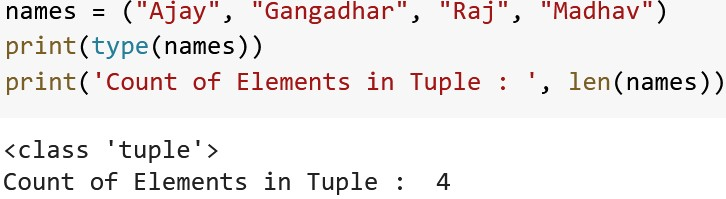 names = ("Ajay", "Gangadhar", "Raj", "Madhav")
print(type(names))
print('Count of Elements in Tuple : ', len(names))
<class 'tuple'>
Count of Elements in Tuple :  4